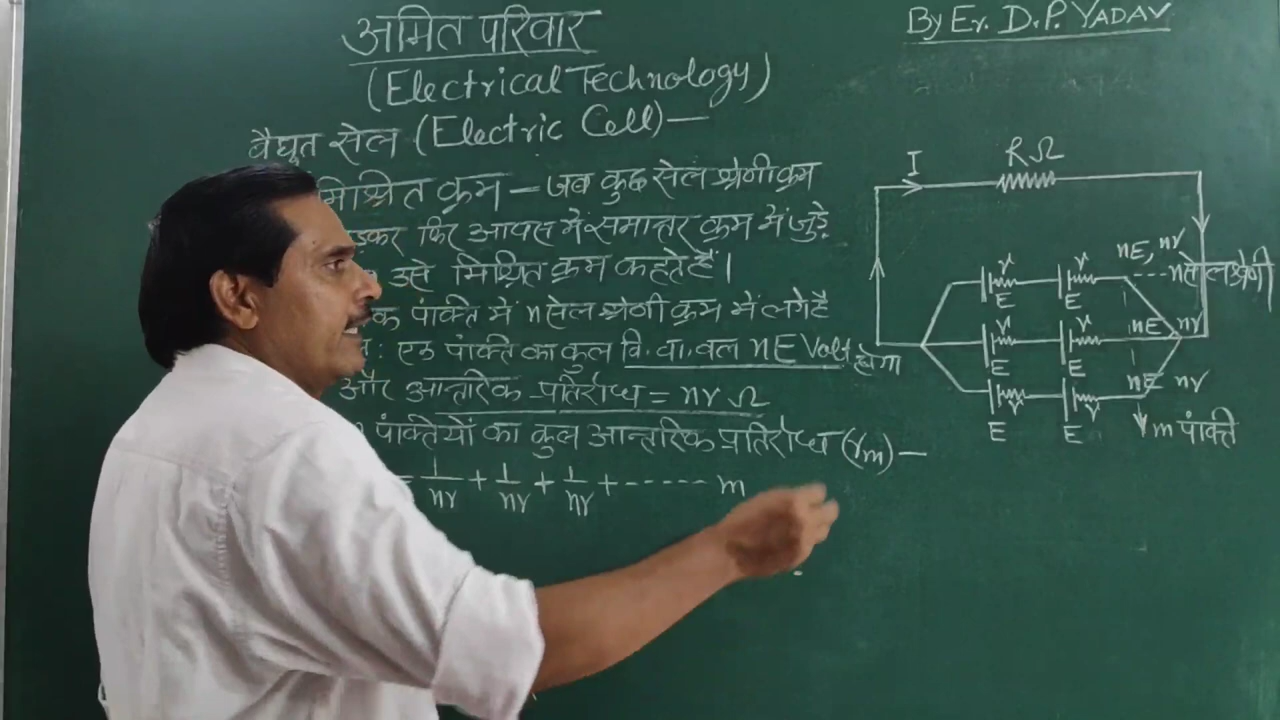 अमित परिवार
By Er. D.P. YADAV
(Electrical Technology)
वैद्युत सेल (Electric Cell)—
मिश्रित क्रम – जब कुछ सेल श्रेणीक्रम
कर फिर आपस में समान्तर क्रम में जुड़े
उसे मिश्रित क्रम कहते हैं।
पंक्ति में n सेल श्रेणी क्रम में लगे है
: एक पंक्ति का कुल वि. वा. बल nE Volt होगा
और आन्तरिक प्रतिरोध = nr Ω
पंक्तियों का कुल आन्तरिक प्रतिरोध (rm) —
= 1/nr + 1/nr + 1/nr + ------ m
I
RΩ
nE, nr
r r ---- n सेल श्रेणी
E E
r r nE nr
E E
nE nr
r r
E E
m पंक्ति